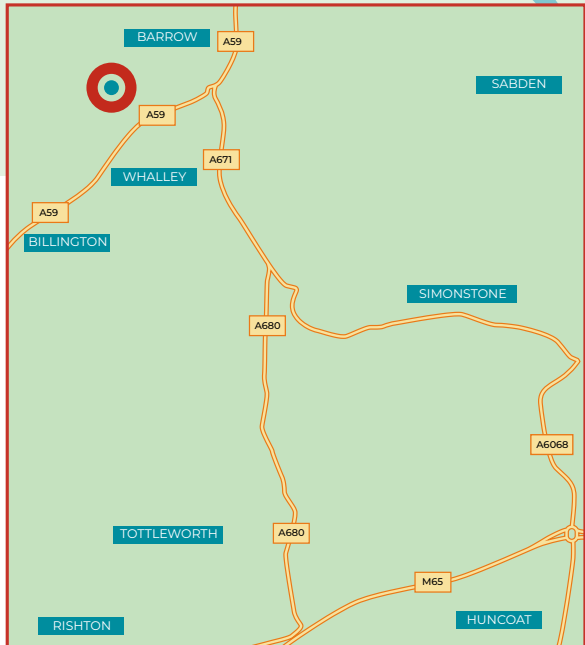 BARROW
A59
SABDEN
A59
A671
WHALLEY
A59
BILLINGTON
SIMONSTONE
A680
A6068
TOTTLEWORTH
A680
M65
HUNCOAT
RISHTON